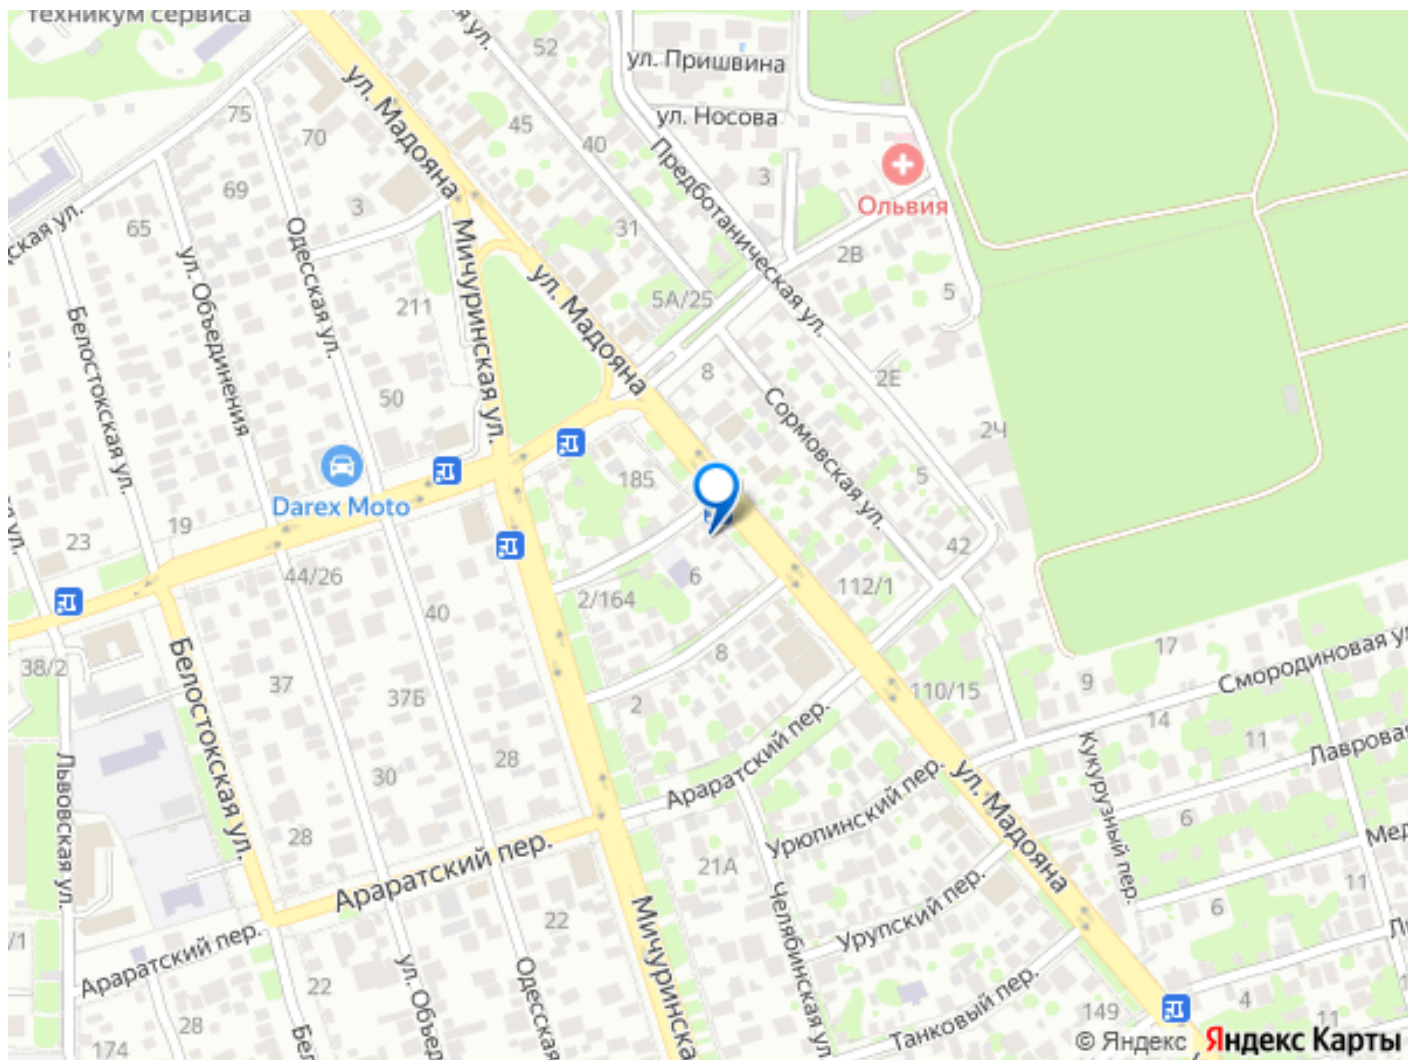 техникум сервиса
52
ул. Пришвина
ул. Мадояна
75
70
45
40
ул. Носова
Предботаническая ул.
3
Ольвия
69
3
65
ул. Объединения
Одесская ул.
Мичуринская ул.
31
2В
5
211
ул. Мадояна
5А/25
Белостокская ул.
50
8
2Е
Сормовская ул.
2Ч
Darex Moto
185
5
19
23
42
44/26
6
112/1
2/164
40
38/2
Белостокская ул.
37
37Б
8
2
110/15
9
17
Смородиновая
14
11
Лавровая
Кукурузный пер.
Львовская ул.
30
28
Араратский пер.
Урюпинский пер.
ул. Мадояна
28
6
21А
11
Араратский пер.
Челябинская ул.
Урупский пер.
6
22
Мичуринска
Араратский пер.
22
ул. Объед
Одесская
Танковый пер.
28
174
149
4
11
© Яндекс Яндекс Карты